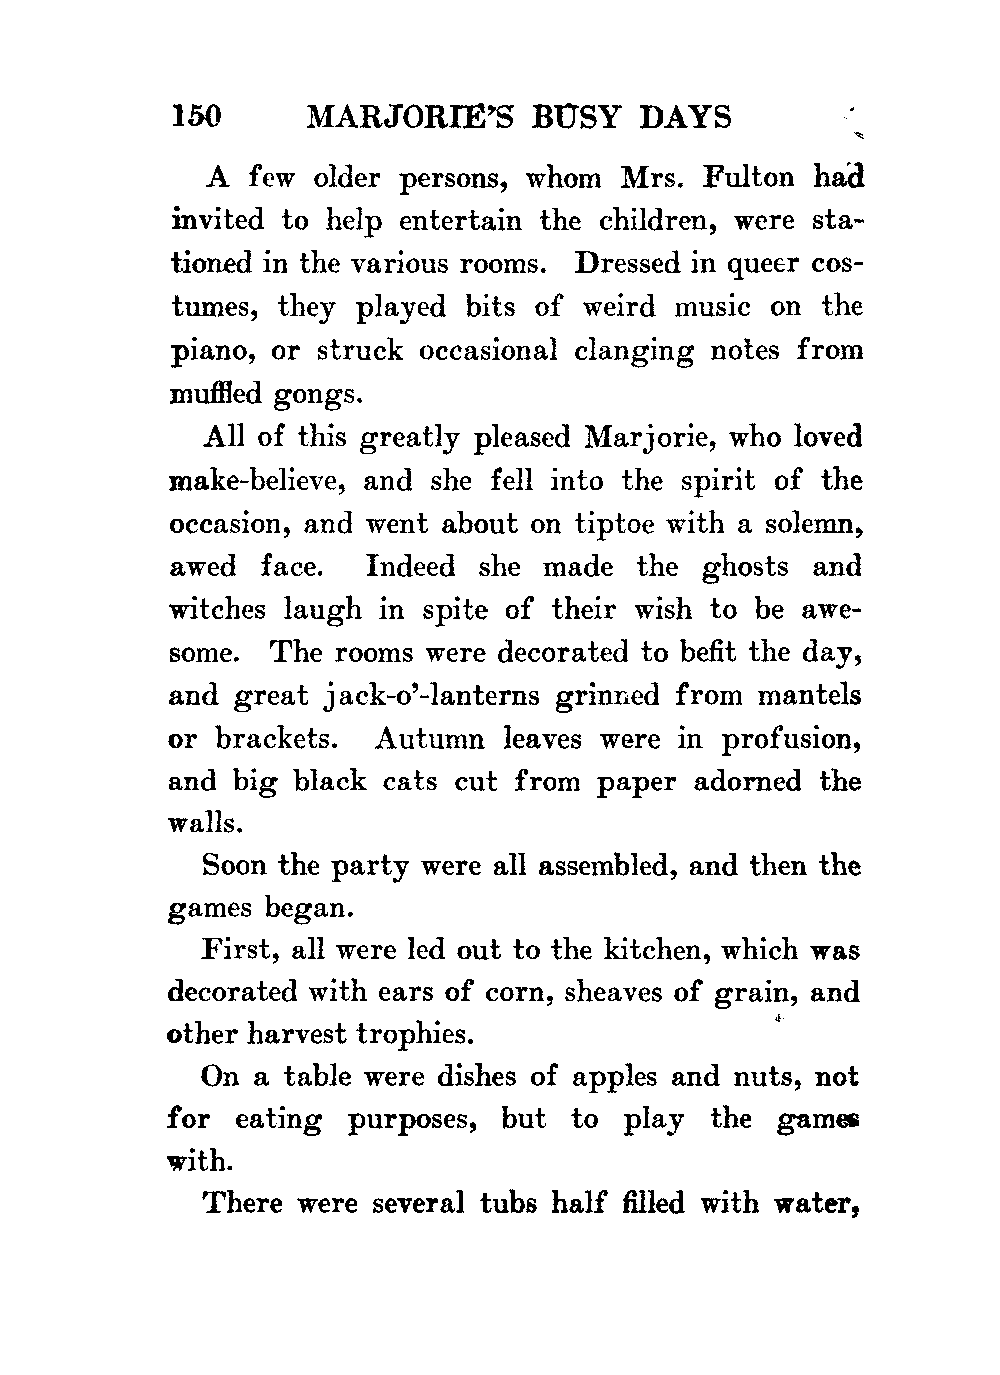 150 MARJORIE'S BUSY DAYS
A few older persons, whom Mrs. Fulton had
invited to help entertain the children, were sta-
tioned in the various rooms. Dressed in queer cos-
tumes, they played bits of weird music on the
piano, or struck occasional clanging notes from
muffled gongs.
All of this greatly pleased Marjorie, who loved
make-believe, and she fell into the spirit of the
occasion, and went about on tiptoe with a solemn,
awed face. Indeed she made the ghosts and
witches laugh in spite of their wish to be awe-
some. The rooms were decorated to befit the day,
and great jack-o'-lanterns grinned from mantels
or brackets. Autumn leaves were in profusion,
and big black cats cut from paper adorned the
walls.
Soon the party were all assembled, and then the
games began.
First, all were led out to the kitchen, which was
decorated with ears of corn, sheaves of grain, and
other harvest trophies.
On a table were dishes of apples and nuts, not
for eating purposes, but to play the games
with.
There were several tubs half filled with water,